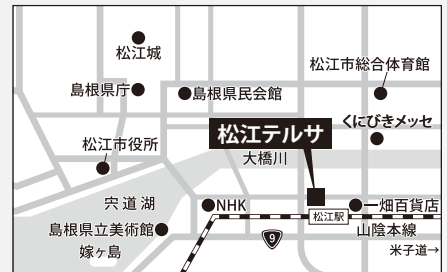 松江城
松江市総合体育館
島根県庁
島根県民会館
くにびきメッセ
松江テルサ
松江市役所
大橋川
宍道湖
NHK
一畑百貨店
松江駅
島根県立美術館
山陰本線
9
嫁ヶ島
米子道→